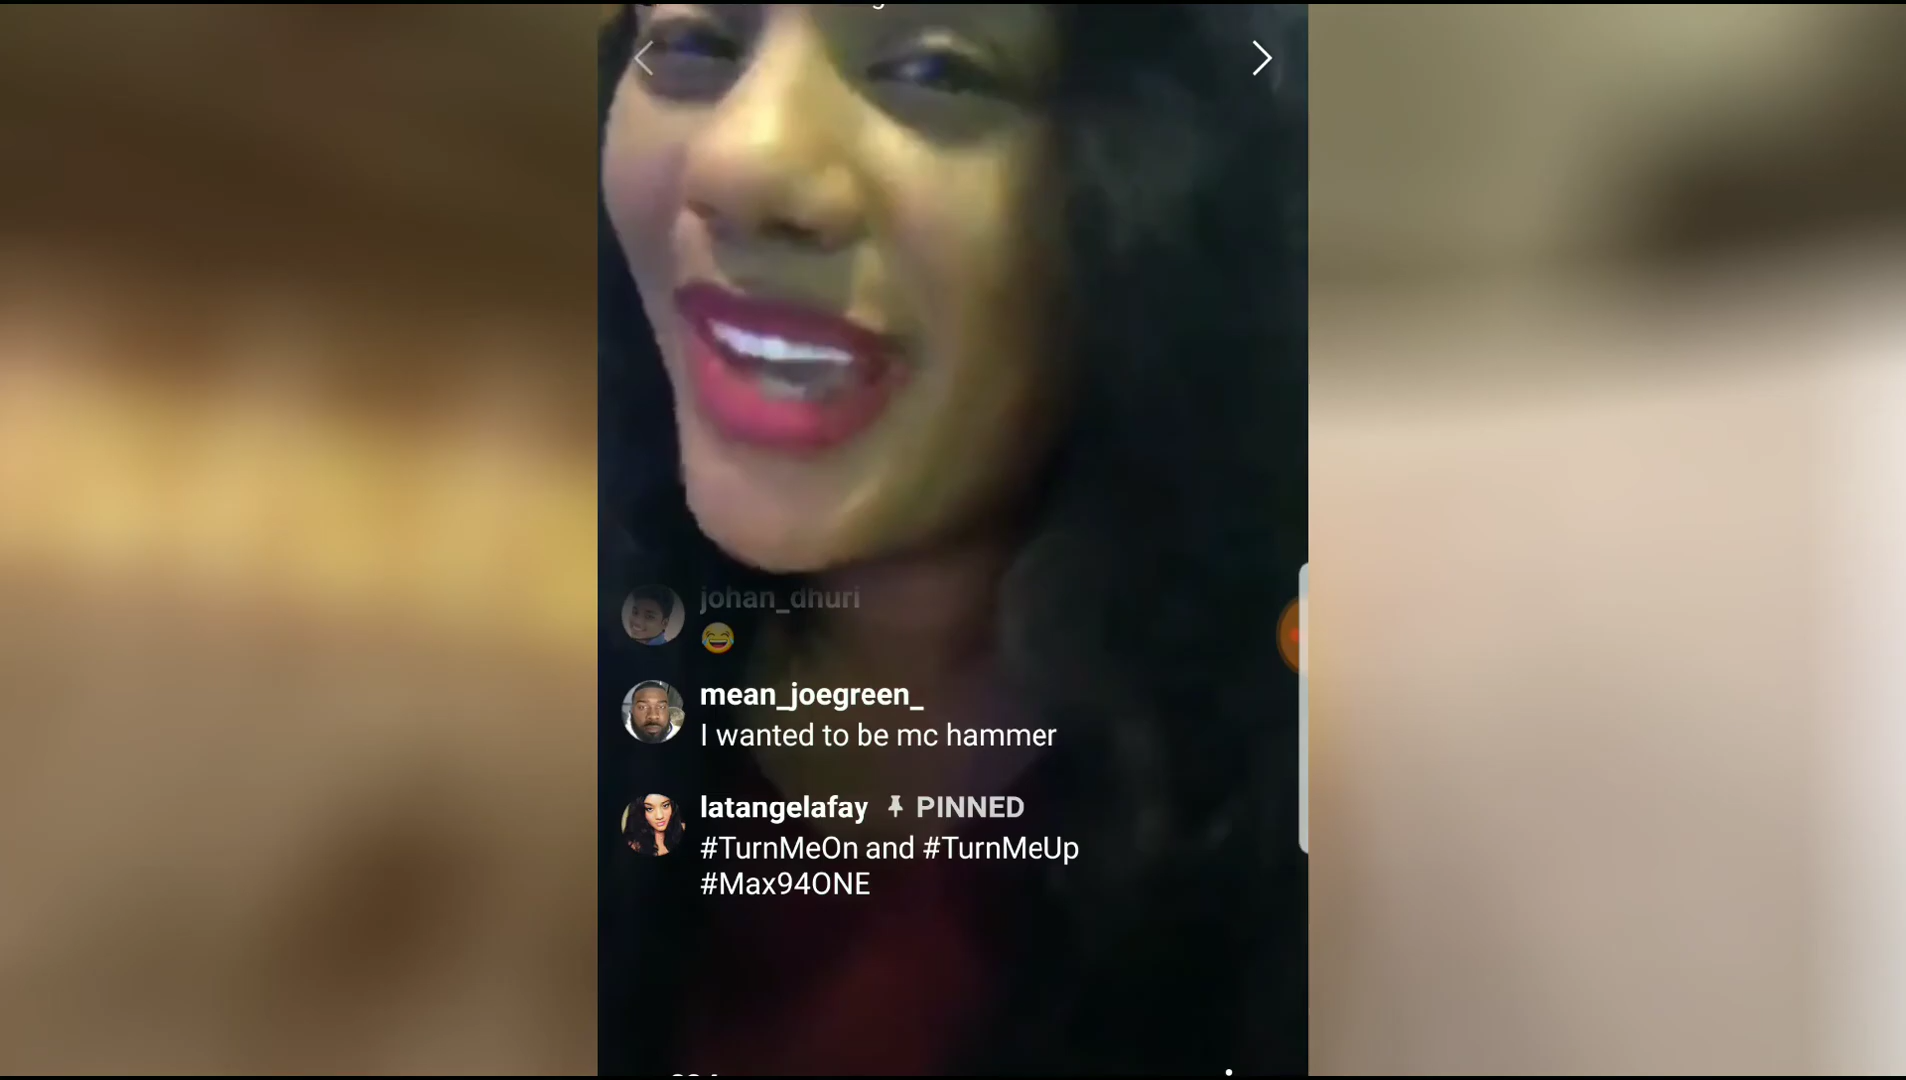 johan_dhuri
😂
mean_joegreen_
I wanted to be mc hammer
latangelafay PINNED
#TurnMeOn and #TurnMeUp
#Max94ONE